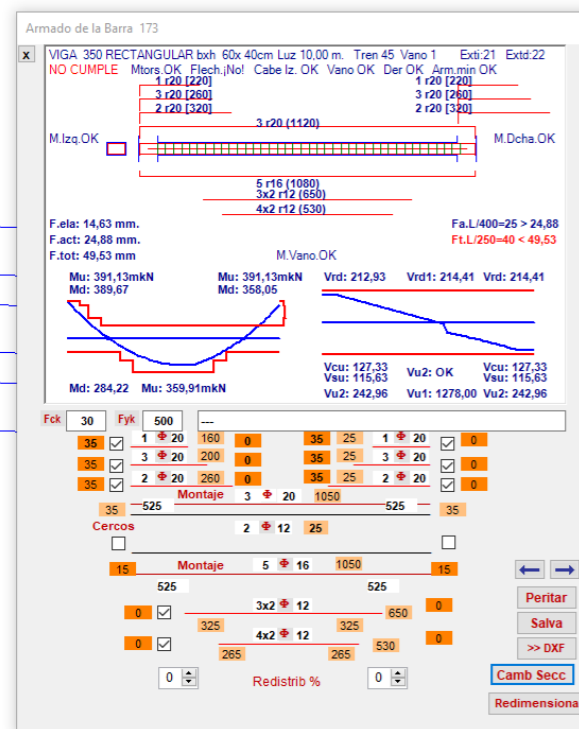 Armado de la Barra 173
x VIGA 350 RECTANGULAR bxh 60x 40cm Luz 10,00 m. Tren 45 Vano 1 Exti:21 Extd:22
NO CUMPLE Mtors.OK Flech.¡No! Cabe Iz. OK Vano OK Der OK Arm.min OK
1 r20 [220] 1 r20 [220]
3 r20 [260] 3 r20 [260]
2 r20 [320] 2 r20 [320]
3 r20 (1120)
M.Izq.OK M.Dcha.OK
5 r16 (1080)
3x2 r12 (650)
4x2 r12 (530)
F.ela: 14,63 mm. Fa.L/400=25 > 24,88
F.act: 24,88 mm. Ft.L/250=40 < 49,53
F.tot: 49,53 mm M.Vano.OK
Mu: 391,13mkN Mu: 391,13mkN Vrd: 212,93 Vrd1: 214,41 Vrd: 214,41
Md: 389,67 Md: 358,05
Vcu: 127,33 Vcu: 127,33
Vsu: 115,63 Vu2: OK Vsu: 115,63
Md: 284,22 Mu: 359,91mkN Vu2: 242,96 Vu1: 1278,00 Vu2: 242,96
Fck 30 Fyk 500 ---
35 1 Φ 20 160 0 35 25 1 Φ 20 0
35 3 Φ 20 200 0 35 25 3 Φ 20 0
35 2 Φ 20 260 0 35 25 2 Φ 20 0
Montaje 3 Φ 20 1050
35 525 525 35
Cercos 2 Φ 12 25
15 Montaje 5 Φ 16 1050 15
525 525
0 3x2 Φ 12 650 0
325 325
0 4x2 Φ 12 530 0
265 265
0 Redistrib % 0
Peritar
Salva
>> DXF
Camb Secc
Redimensiona